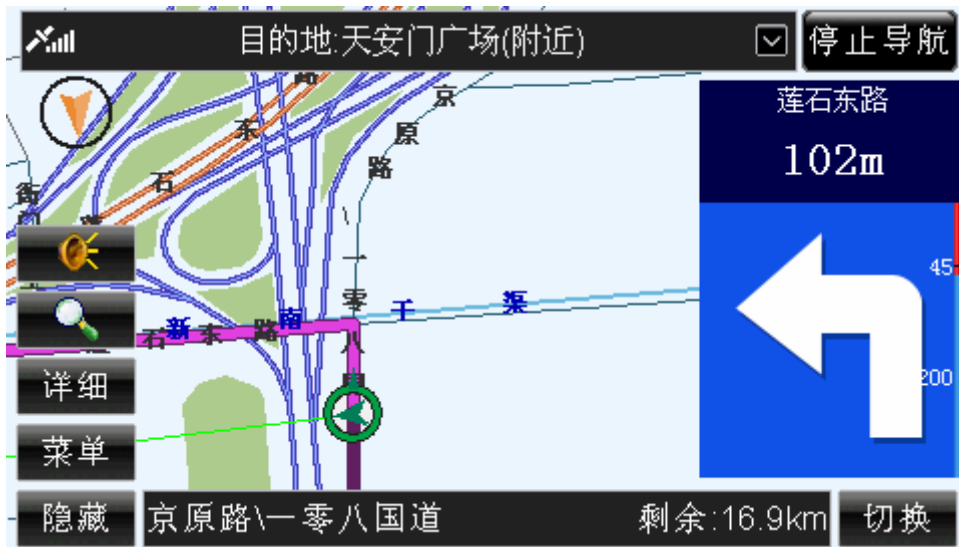 目的地:天安门广场(附近)
停止导航
莲石东路
102m
45
200
京原路\一零八国
石东路
衙门
石东路
新南干渠
详细
菜单
隐藏
京原路\一零八国道
剩余:16.9km
切换